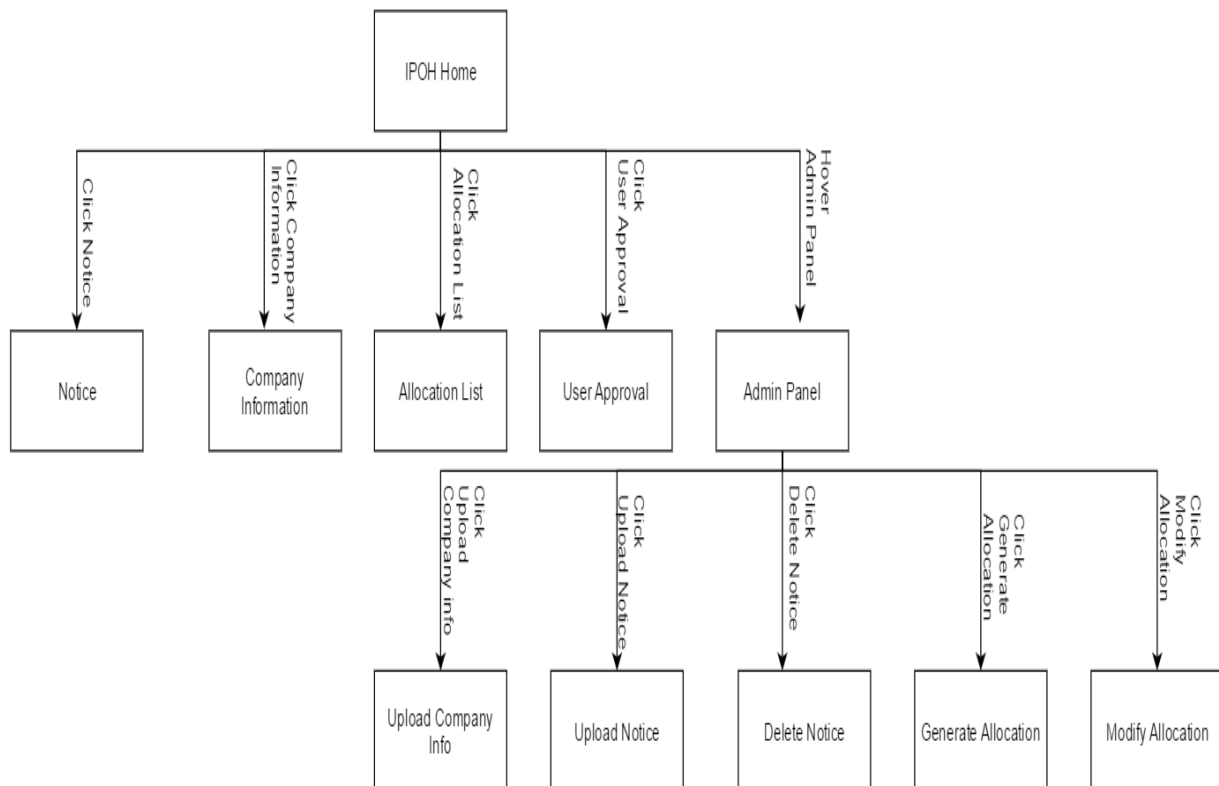 IPOH Home
Click Notice
Click Company
Information
Click
Allocation List
Click
User Approval
Hover
Admin Panel
Notice
Company
Information
Allocation List
User Approval
Admin Panel
Click
Upload
Company info
Click
Upload Notice
Click
Delete Notice
Click
Generate
Allocation
Click
Modify
Allocation
Upload Company
Info
Upload Notice
Delete Notice
Generate Allocation
Modify Allocation